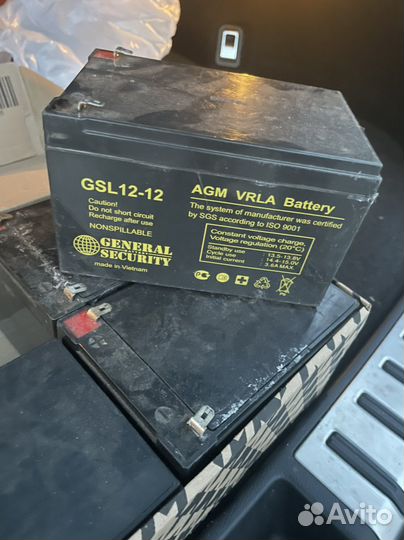 GSL12-12
Caution!
Do not short circuit
Recharge after use
NONSPILLABLE
GENERAL
SECURITY
made in Vietnam
AGM VRLA Battery
The system of manufacturer was certified
by SGS according to ISO 9001
Constant voltage charge,
Voltage regulation (20°C)
Standby use : 13.5-13.8V
Cycle use : 14.4-15.0V
Initial current : 3.6A MAX.
Avito